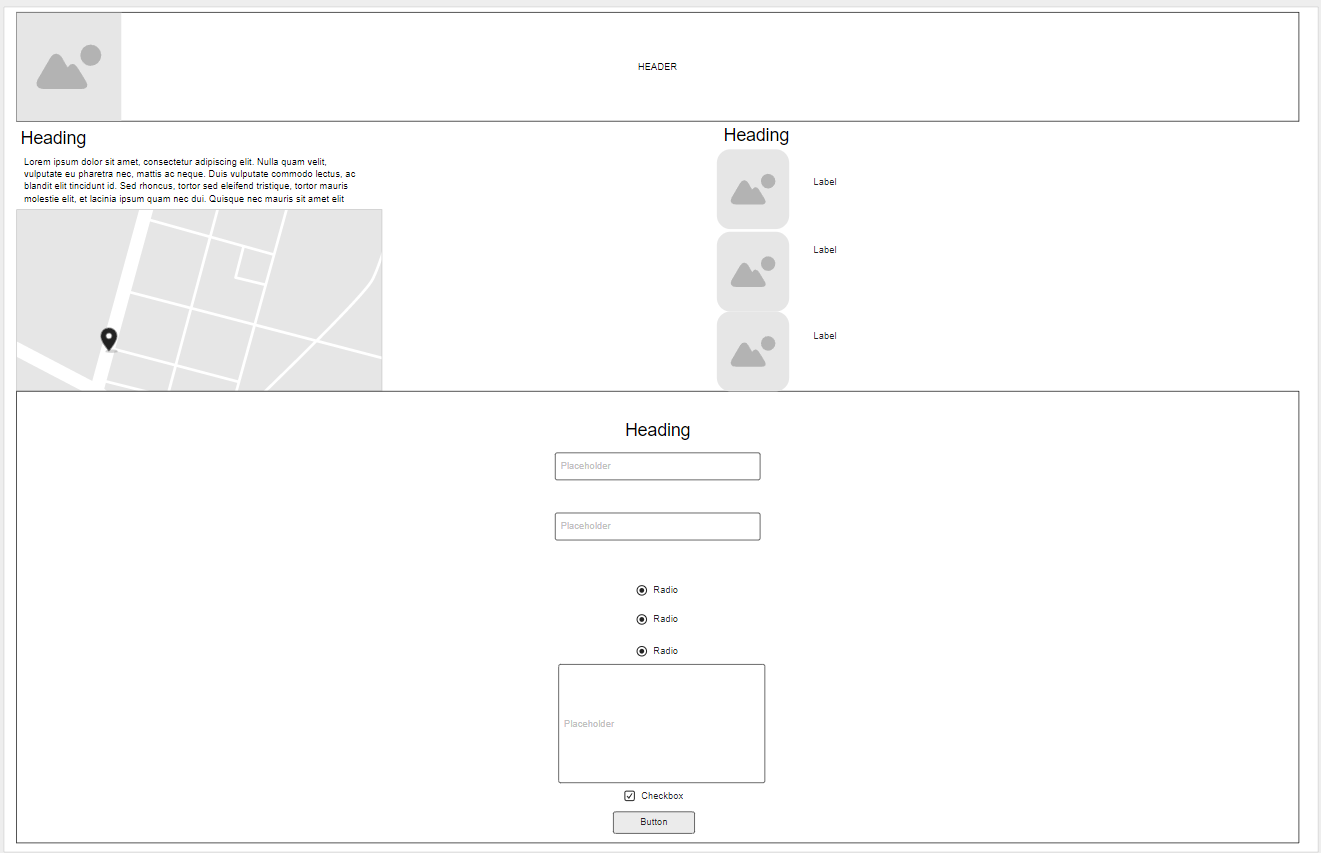 HEADER
Heading
Lorem ipsum dolor sit amet, consectetur adipiscing elit. Nulla quam velit,
vulputate eu pharetra nec, mattis ac neque. Duis vulputate commodo lectus, ac
blandit elit tincidunt id. Sed rhoncus, tortor sed eleifend tristique, tortor mauris
molestie elit, et lacinia ipsum quam nec dui. Quisque nec mauris sit amet elit
Heading
Label
Label
Label
Heading
Placeholder
Placeholder
Radio
Radio
Radio
Placeholder
Checkbox
Button